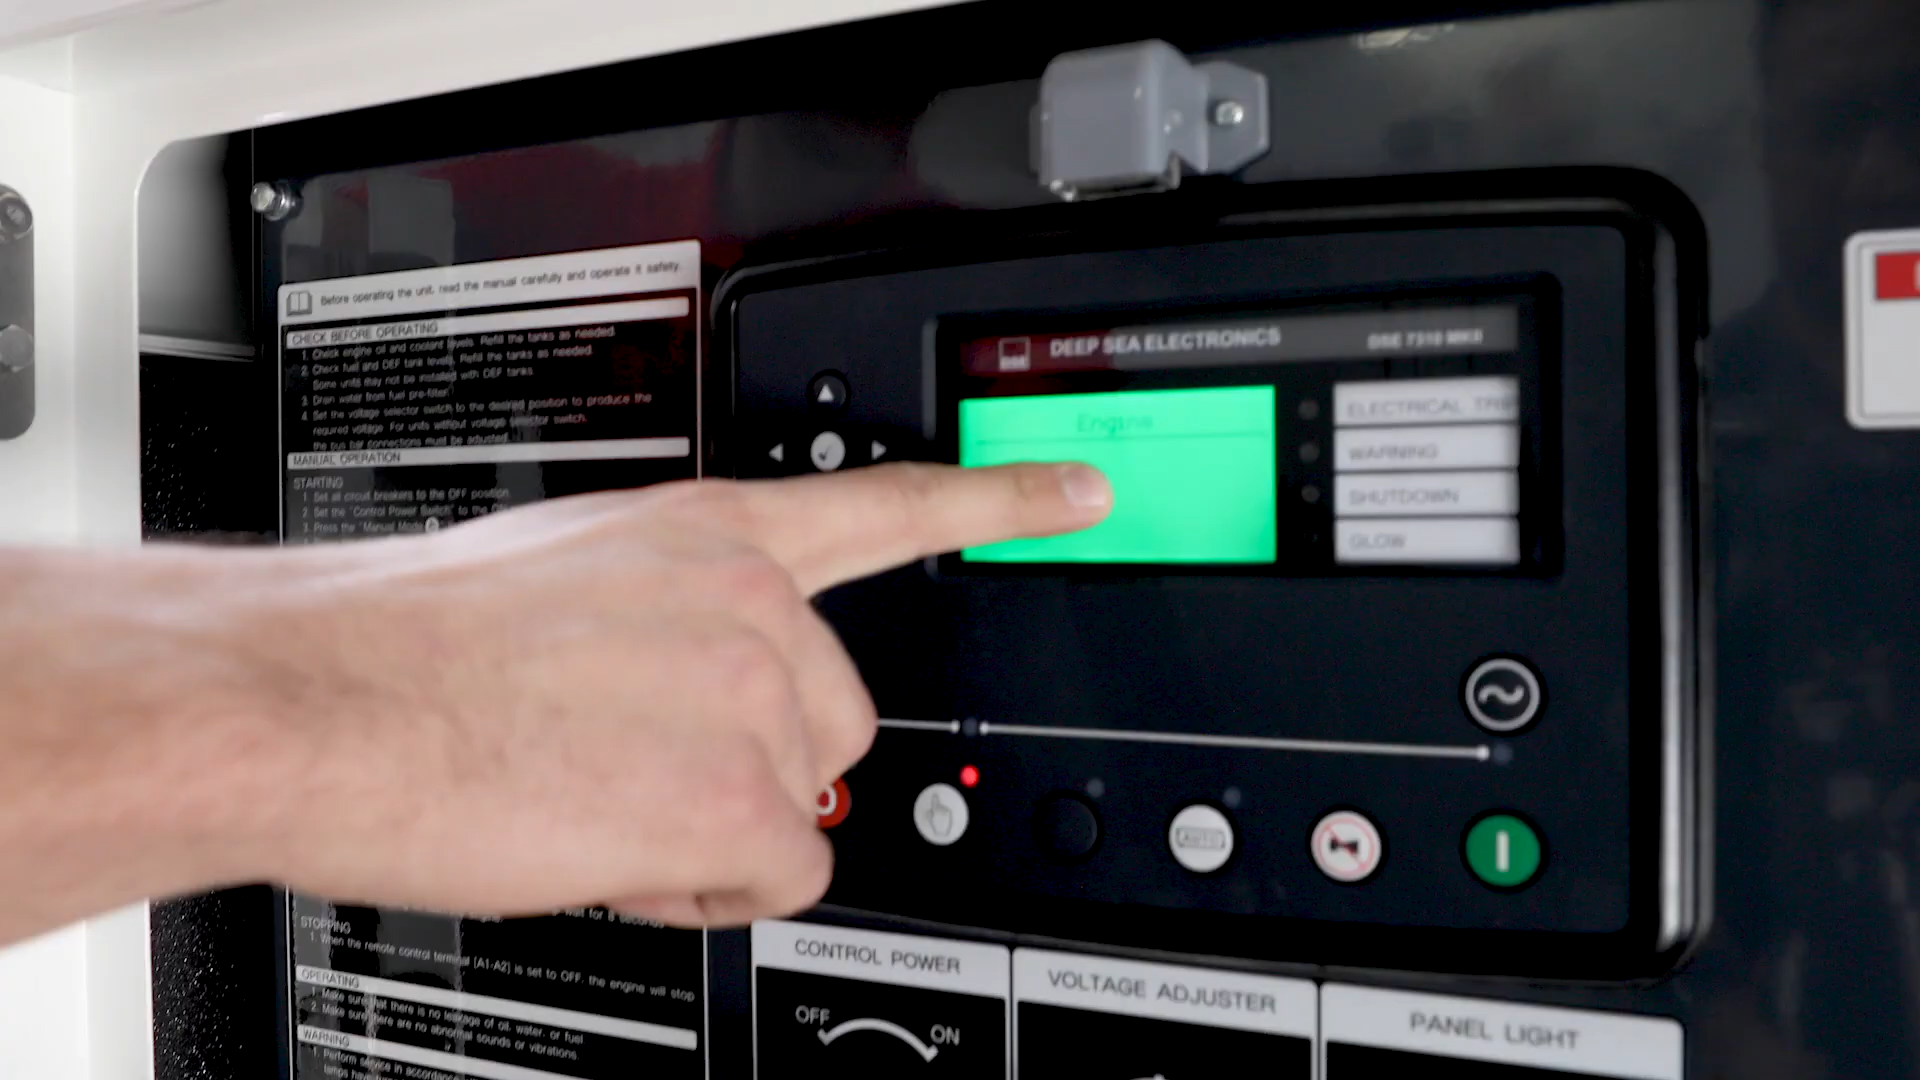 Before operating the unit, read the manual carefully and operate it safety.
CHECK BEFORE OPERATING
1. Check engine oil and coolant levels. Refill the tanks as needed.
2. Check fuel and DEF tank levels. Refill the tanks as needed.
Some units may not be installed with DEF tanks.
3. Drain water from fuel pre-filter.
4. Set the voltage selector switch to the desired position to produce the
required voltage. For units without voltage selector switch,
the bus bar connections must be adjusted.
MANUAL OPERATION
STARTING
1. Set all circuit breakers to the OFF position.
2. Set the "Control Power Switch" to the
3. Press the "Manual Mode
wait for 8 seconds
STOPPING
1. When the remote control terminal [A1-A2] is set to OFF, the engine will stop
OPERATING
1. Make sure that there is no leakage of oil, water, or fuel
2. Make sure there are no abnormal sounds or vibrations.
WARNING
1. Perform service in accordance
lamps have
DEEP SEA ELECTRONICS
DSE 7310 MKII
Engine
ELECTRICAL TRIP
WARNING
SHUTDOWN
GLOW
AUTO
CONTROL POWER
OFF
ON
VOLTAGE ADJUSTER
PANEL LIGHT